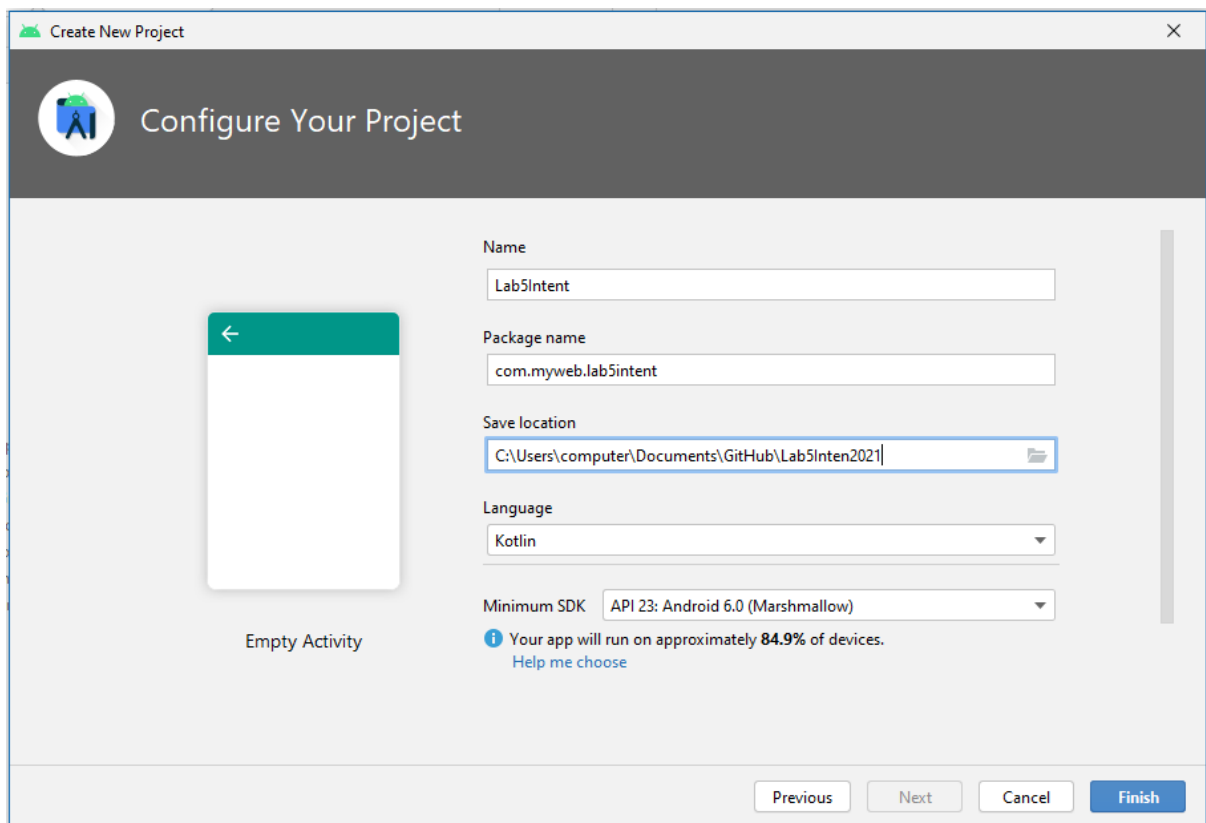 Create New Project
Configure Your Project
Name
Lab5Intent
Package name
com.myweb.lab5intent
Save location
C:\Users\computer\Documents\GitHub\Lab5Inten2021
Language
Kotlin
Minimum SDK API 23: Android 6.0 (Marshmallow)
Your app will run on approximately 84.9% of devices.
Help me choose
Empty Activity
Previous Next Cancel Finish